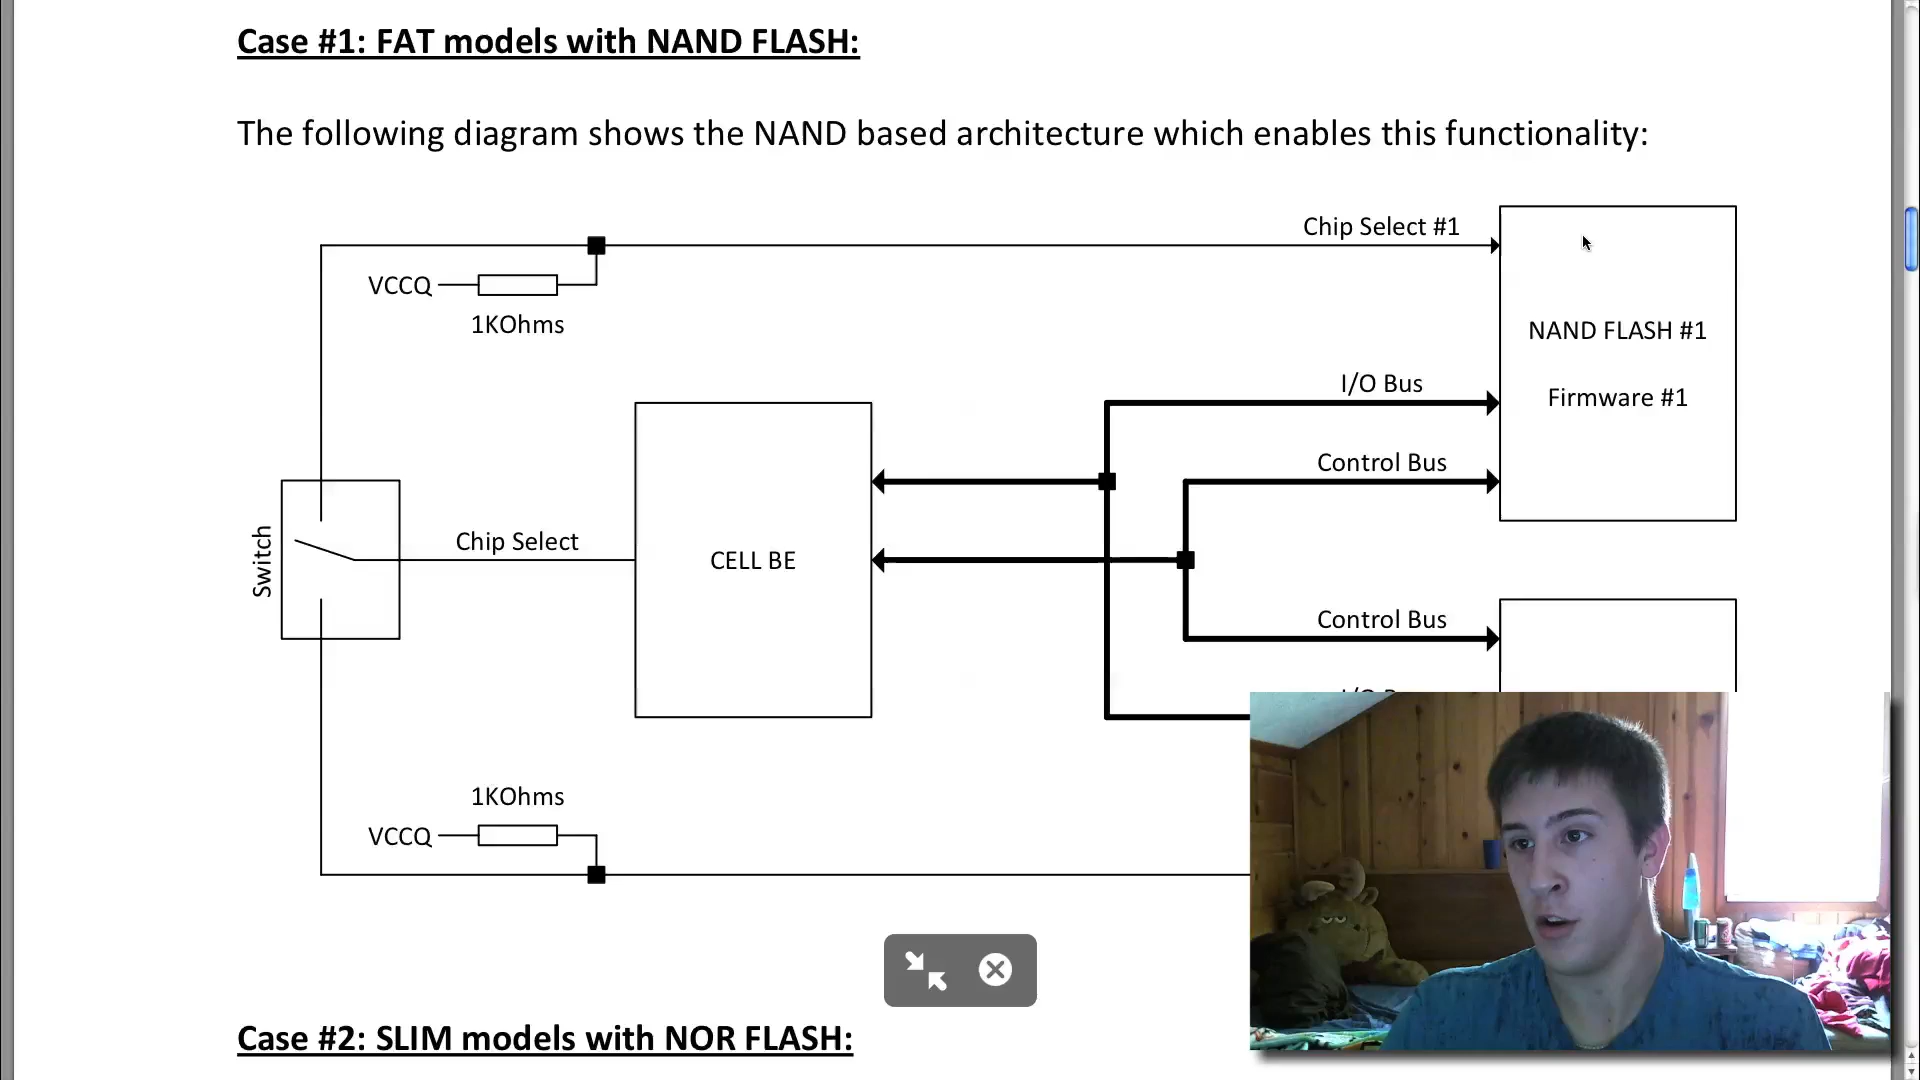 Case #1: FAT models with NAND FLASH:
The following diagram shows the NAND based architecture which enables this functionality:
Chip Select #1
VCCQ
1KOhms
NAND FLASH #1
I/O Bus
Firmware #1
Control Bus
Switch
Chip Select
CELL BE
Control Bus
1KOhms
VCCQ
Case #2: SLIM models with NOR FLASH: